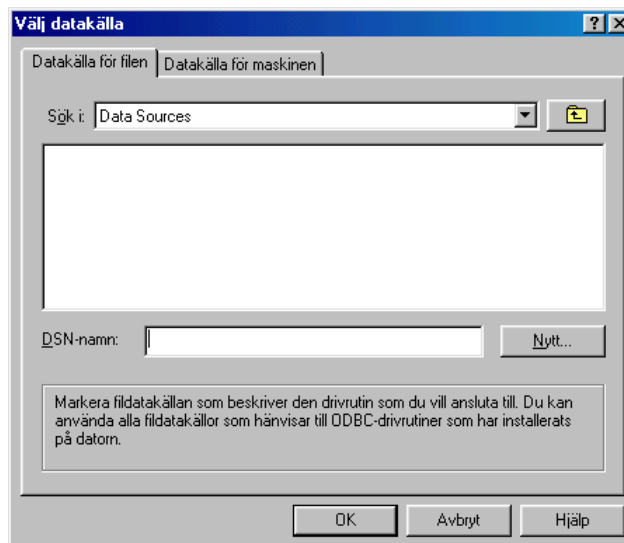 Välj datakälla
Datakälla för filen
Datakälla för maskinen
Sök i:
Data Sources
DSN-namn:
Nytt...
Markera fildatakällan som beskriver den drivrutin som du vill ansluta till. Du kan
använda alla fildatakällor som hänvisar till ODBC-drivrutiner som har installerats
på datorn.
OK
Avbryt
Hjälp